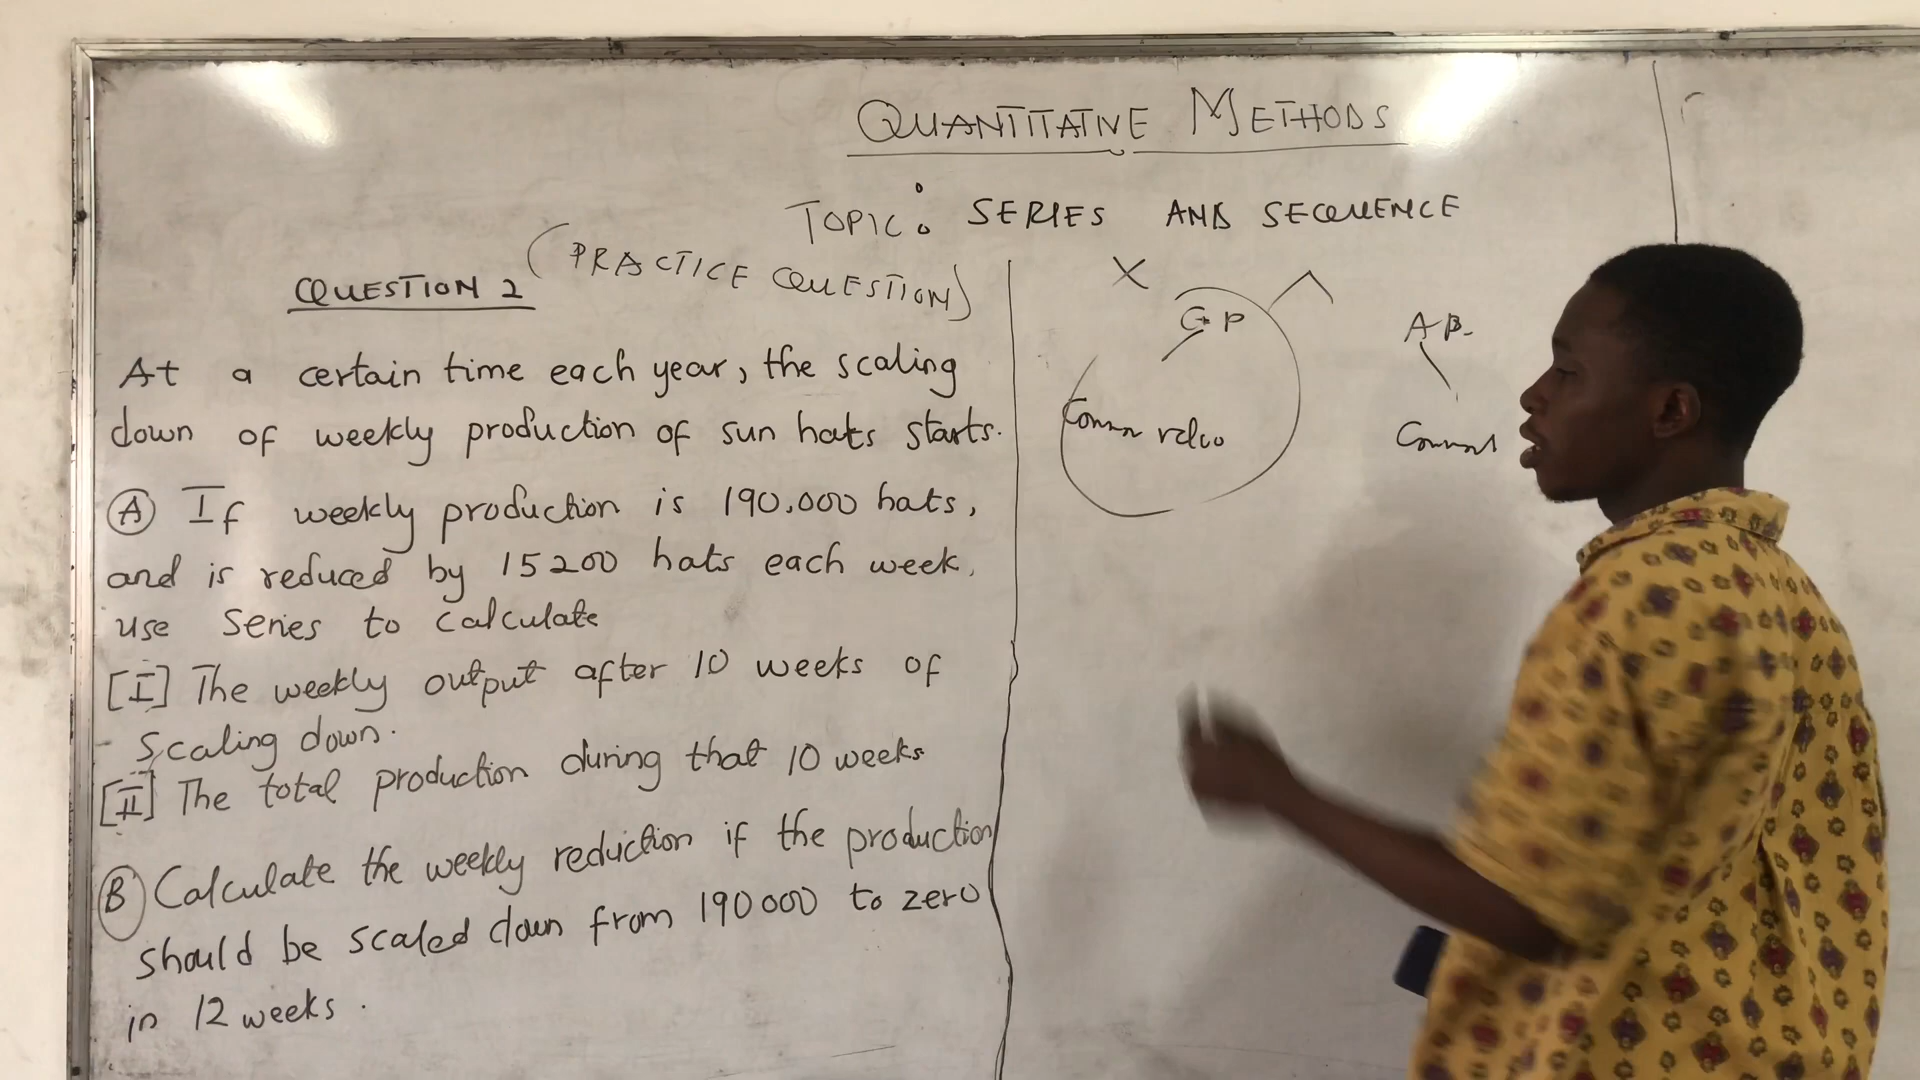 QUANTITATIVE METHODS
TOPIC: SERIES AND SEQUENCE
(PRACTICE QUESTION)
QUESTION 2
At a certain time each year, the scaling
down of weekly production of sun hats starts.
(A) If weekly production is 190,000 hats,
and is reduced by 15200 hats each week,
use series to calculate
[I] The weekly output after 10 weeks of
scaling down.
[II] The total production during that 10 weeks
(B) Calculate the weekly reduction if the production
should be scaled down from 190000 to zero
in 12 weeks.
X
GP
AP
Common
Common